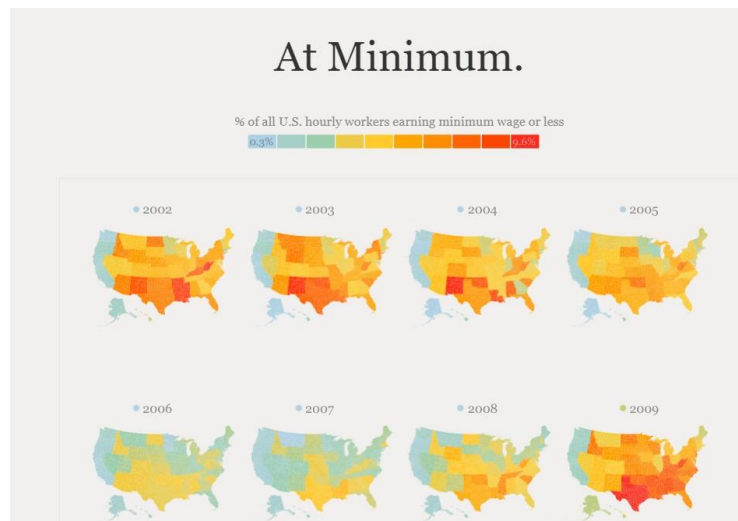 At Minimum.
% of all U.S. hourly workers earning minimum wage or less
0.3% 9.6%
2002 2003 2004 2005
2006 2007 2008 2009